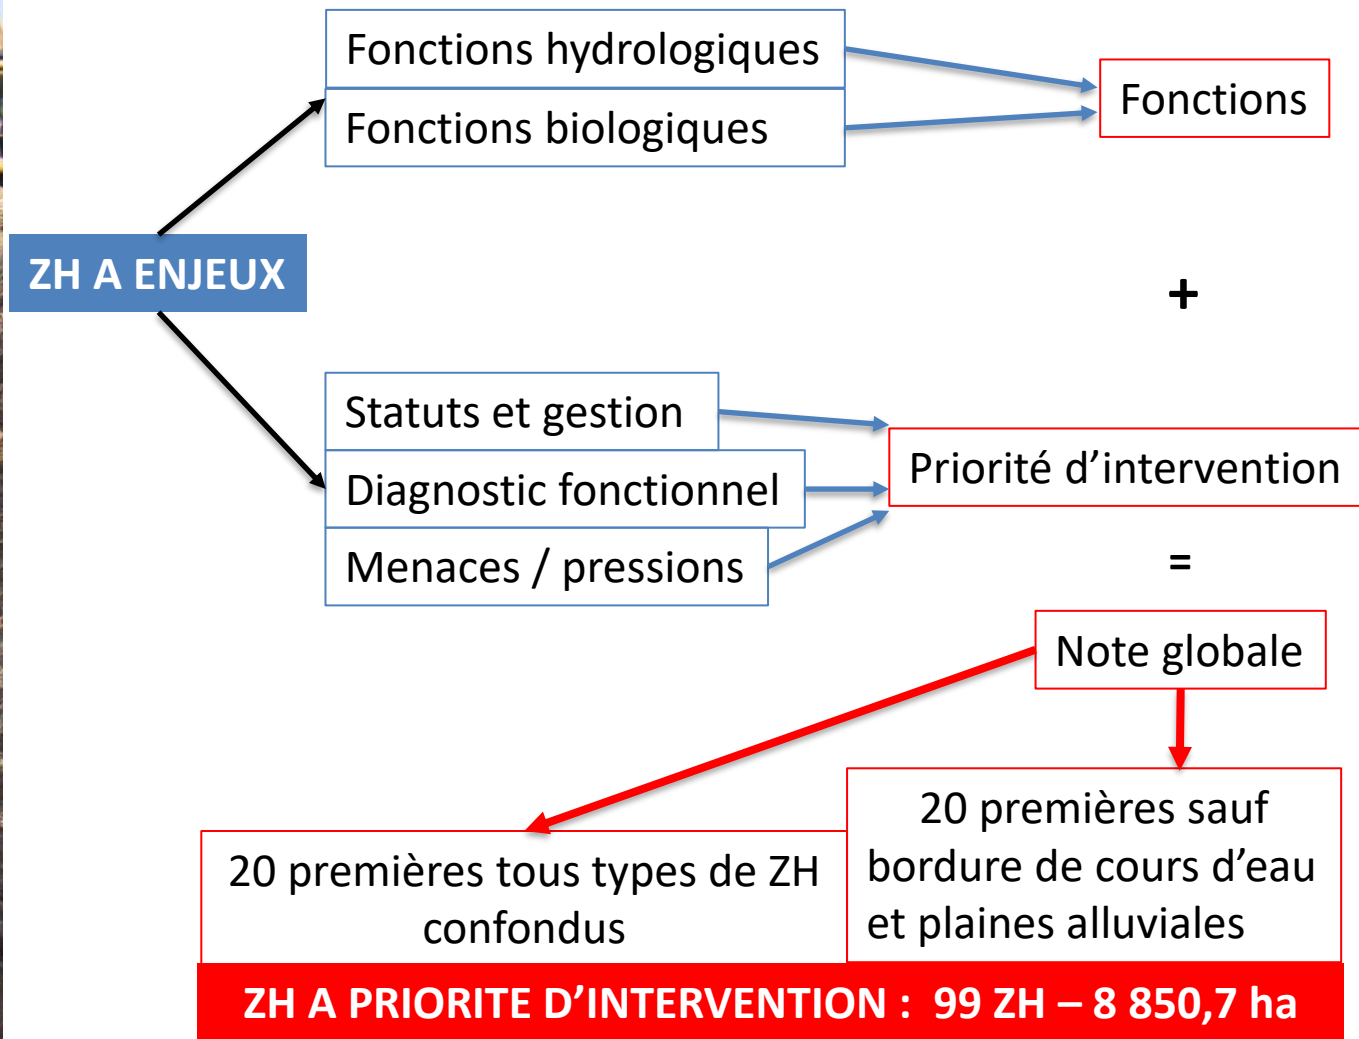 Fonctions hydrologiques
Fonctions biologiques
Fonctions
ZH A ENJEUX
+
Statuts et gestion
Diagnostic fonctionnel
Menaces / pressions
Priorité d’intervention
=
Note globale
20 premières tous types de ZH
confondus
20 premières sauf
bordure de cours d’eau
et plaines alluviales
ZH A PRIORITE D’INTERVENTION : 99 ZH – 8 850,7 ha